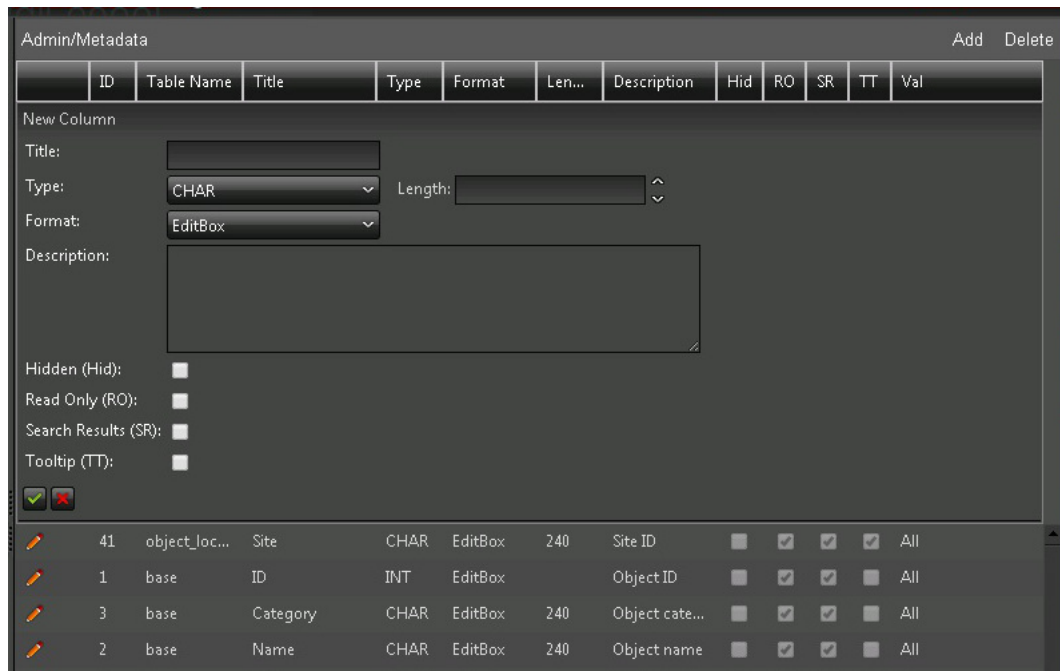 Admin/Metadata Add Delete
ID Table Name Title Type Format Len... Description Hid RO SR TT Val
New Column
Title:
Type: CHAR Length:
Format: EditBox
Description:
Hidden (Hid):
Read Only (RO):
Search Results (SR):
Tooltip (TT):
41 object_loc... Site CHAR EditBox 240 Site ID All
1 base ID INT EditBox Object ID All
3 base Category CHAR EditBox 240 Object cate... All
2 base Name CHAR EditBox 240 Object name All